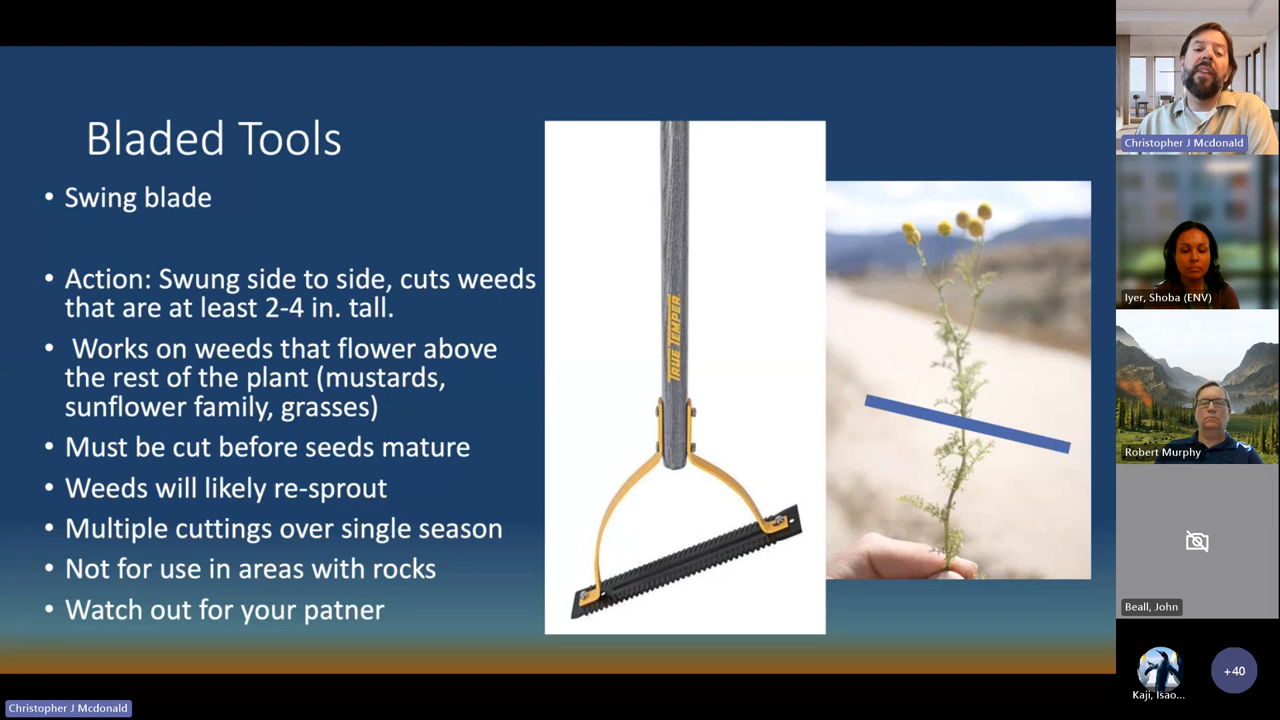 Bladed Tools
• Swing blade
• Action: Swung side to side, cuts weeds
that are at least 2-4 in. tall.
• Works on weeds that flower above
the rest of the plant (mustards,
sunflower family, grasses)
• Must be cut before seeds mature
• Weeds will likely re-sprout
• Multiple cuttings over single season
• Not for use in areas with rocks
• Watch out for your patner
TRUE TEMPER
Christopher J Mcdonald
Iyer, Shoba (ENV)
Robert Murphy
Beall, John
Kaji, Isao...
+40
Christopher J Mcdonald